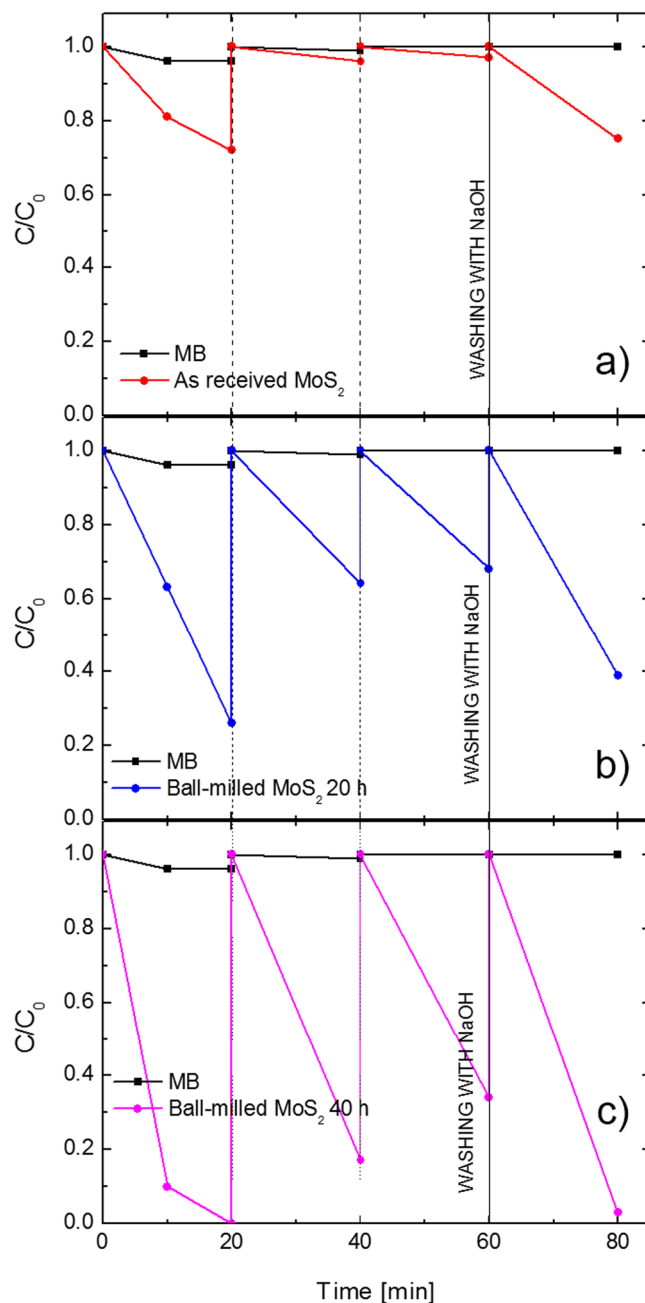 1.0
0.8
0.6
0.4
0.2
0.0
C/C₀
MB
As received MoS₂
WASHING WITH NaOH
a)
1.0
0.8
0.6
0.4
0.2
0.0
C/C₀
MB
Ball-milled MoS₂ 20 h
WASHING WITH NaOH
b)
1.0
0.8
0.6
0.4
0.2
0.0
C/C₀
MB
Ball-milled MoS₂ 40 h
WASHING WITH NaOH
c)
0 20 40 60 80
Time [min]